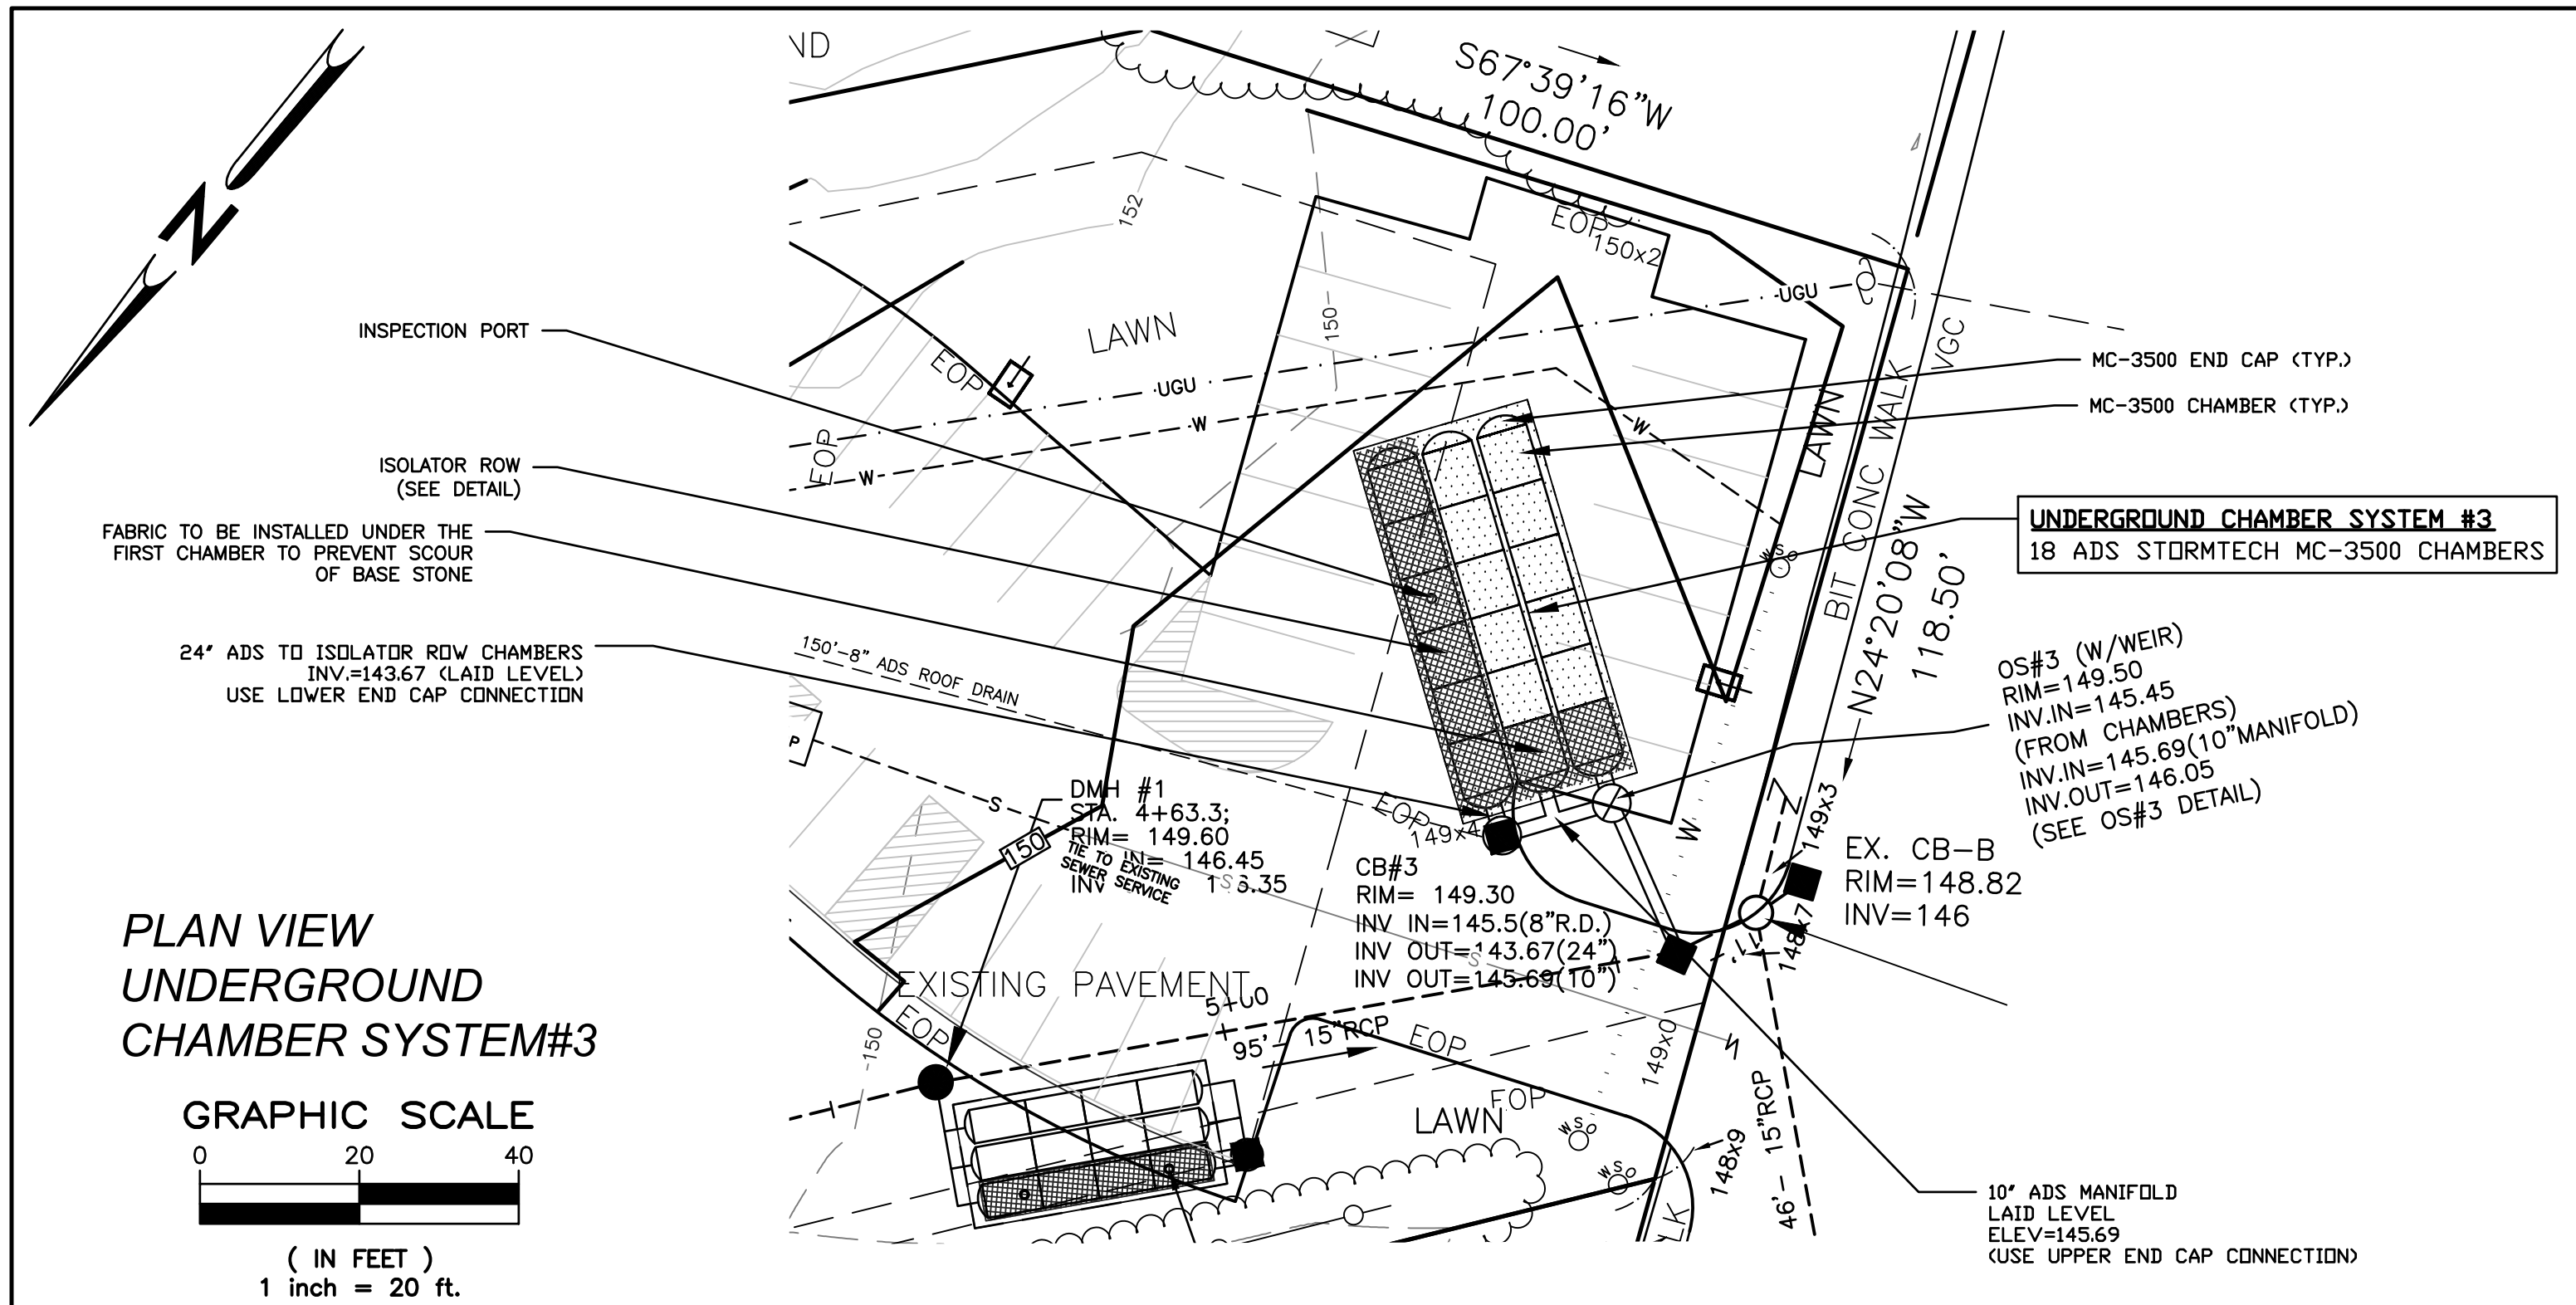 ND
S67°39'16"W
100.00'
N
152
EOP
150x2
UGU
VGC
INSPECTION PORT
LAWN
150
EOP
UGU
MC-3500 END CAP (TYP.)
W
MC-3500 CHAMBER (TYP.)
W
LAWN
BIT CONC WALK
EOP
W
ISOLATOR ROW
(SEE DETAIL)
FABRIC TO BE INSTALLED UNDER THE
FIRST CHAMBER TO PREVENT SCOUR
OF BASE STONE
UNDERGROUND CHAMBER SYSTEM #3
18 ADS STORMTECH MC-3500 CHAMBERS
WSO
N24°20'08"W
118.50'
24" ADS TO ISOLATOR ROW CHAMBERS
INV.=143.67 (LAID LEVEL)
USE LOWER END CAP CONNECTION
150'-8" ADS ROOF DRAIN
OS#3 (W/WEIR)
RIM=149.50
INV.IN=145.45
(FROM CHAMBERS)
INV.IN=145.69(10"MANIFOLD)
INV.OUT=146.05
(SEE OS#3 DETAIL)
P
S
DMH #1
STA. 4+63.3;
RIM= 149.60
IN= 146.45
INV
TIE TO EXISTING
SEWER SERVICE
150
EOP
149x4
W
149x3
CB#3
RIM= 149.30
INV IN=145.5(8"R.D.)
INV OUT=143.67(24")
INV OUT=145.69(10")
S
S
EX. CB-B
RIM=148.82
INV=146
11'
148x7
PLAN VIEW
UNDERGROUND
CHAMBER SYSTEM#3
EXISTING PAVEMENT
EOP
150
5+00
95'- 15"RCP
EOP
149x0
GRAPHIC SCALE
0 20 40
( IN FEET )
1 inch = 20 ft.
EOP
LAWN
WSO
WSO
148x9
46'- 15"RCP
LK
10" ADS MANIFOLD
LAID LEVEL
ELEV=145.69
(USE UPPER END CAP CONNECTION)